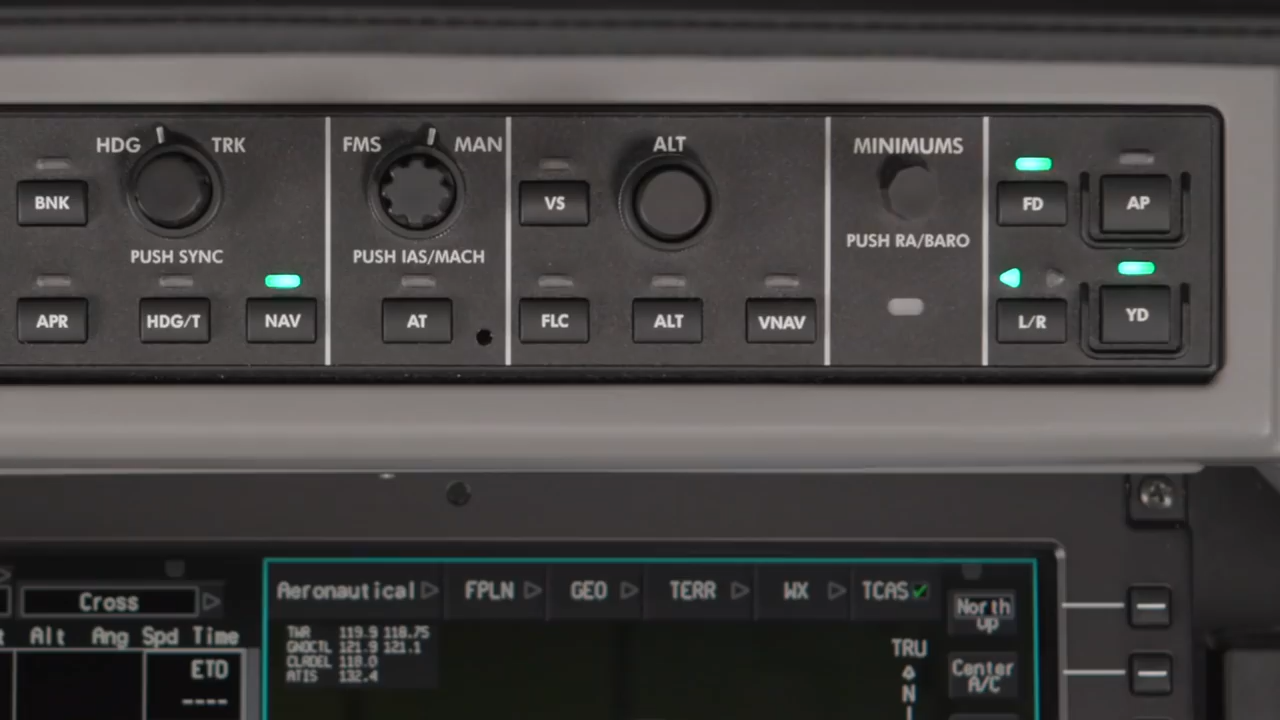 HDG TRK FMS MAN ALT MINIMUMS
BNK VS FD AP
PUSH SYNC PUSH IAS/MACH PUSH RA/BARO
APR HDG/T NAV AT FLC ALT VNAV L/R YD
Aeronautical FPLN GEO TERR WX TCAS
Cross
North
up
Alt Ang Spd Time
TWR 119.9 118.75
GNDCTL 121.9 121.1
CLRDEL 118.0
ATIS 132.4
TRU
N
ETD
----
Center
A/C